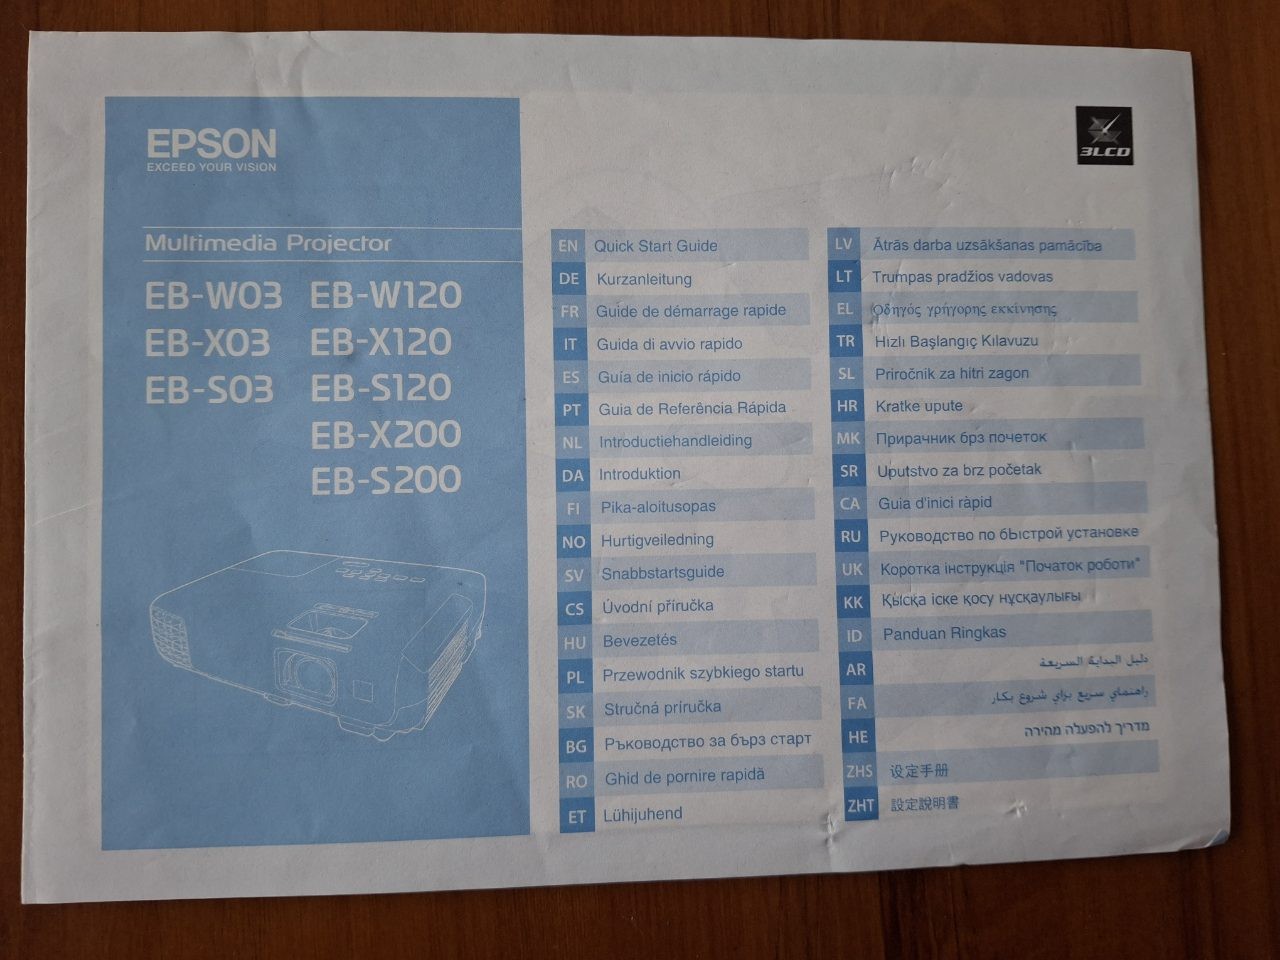 EPSON
EXCEED YOUR VISION
Multimedia Projector
EB-W03 EB-W120
EB-X03 EB-X120
EB-S03 EB-S120
EB-X200
EB-S200
3LCD
EN Quick Start Guide
DE Kurzanleitung
FR Guide de démarrage rapide
IT Guida di avvio rapido
ES Guía de inicio rápido
PT Guia de Referência Rápida
NL Introductiehandleiding
DA Introduktion
FI Pika-aloitusopas
NO Hurtigveiledning
SV Snabbstartsguide
CS Úvodní příručka
HU Bevezetés
PL Przewodnik szybkiego startu
SK Stručná príručka
BG Ръководство за бърз старт
RO Ghid de pornire rapidă
ET Lühijuhend
LV Ātrās darba uzsākšanas pamācība
LT Trumpas pradžios vadovas
EL Οδηγός γρήγορης εκκίνησης
TR Hızlı Başlangıç Kılavuzu
SL Priročnik za hitri zagon
HR Kratke upute
MK Прирачник брз почеток
SR Uputstvo za brz početak
CA Guia d'inici ràpid
RU Руководство по быстрой установке
UK Коротка інструкція "Початок роботи"
KK Қысқа іске қосу нұсқаулығы
ID Panduan Ringkas
AR دليل البداية السريعة
FA راهنماي سريع براي شروع بكار
HE מדריך להפעלה מהירה
ZHS 设定手册
ZHT 設定說明書